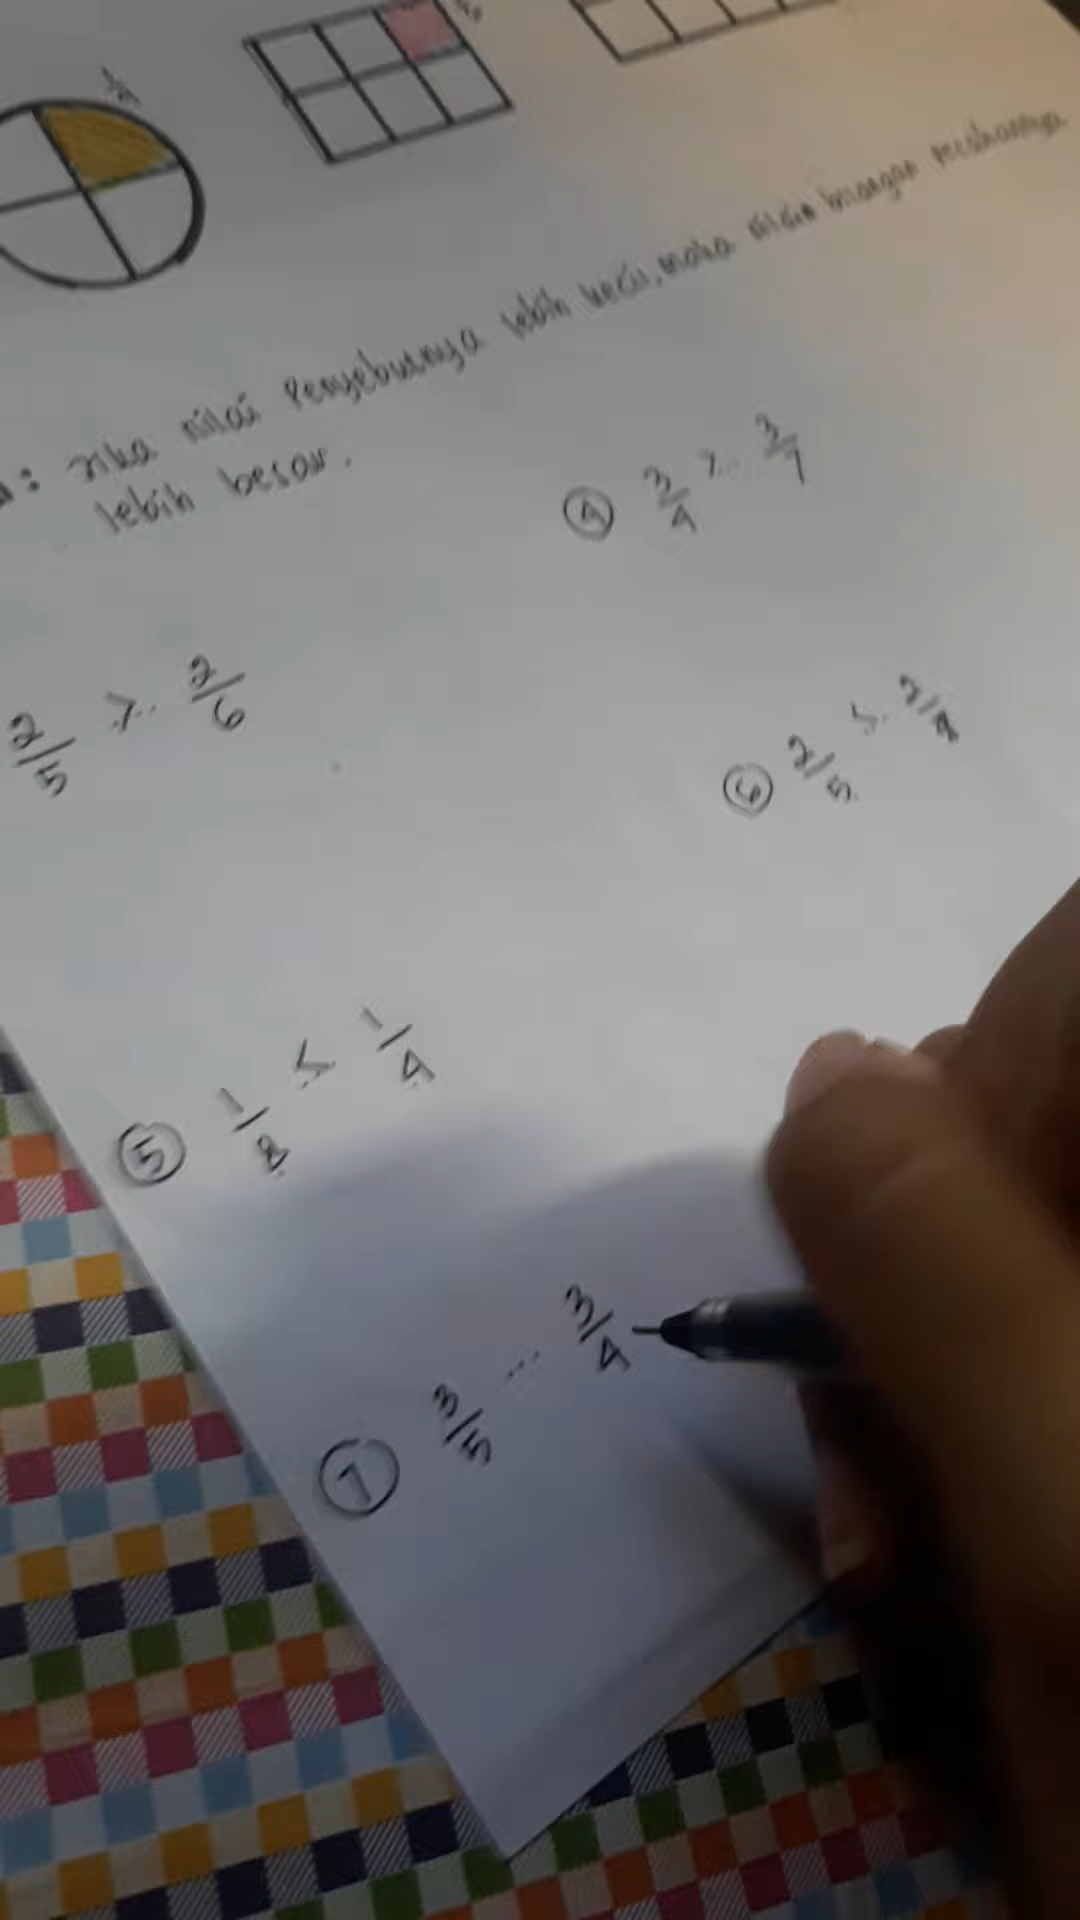 1/4
: Jika nilai Penyebutnya lebih kecil, maka nilai bilangan pecahannya
lebih besar.
④ 3/4 >... 3/7
2/5 >... 2/6
⑥ 2/5 <...
⑤ 1/8 <... 1/4
⑦ 3/5 ... 3/4